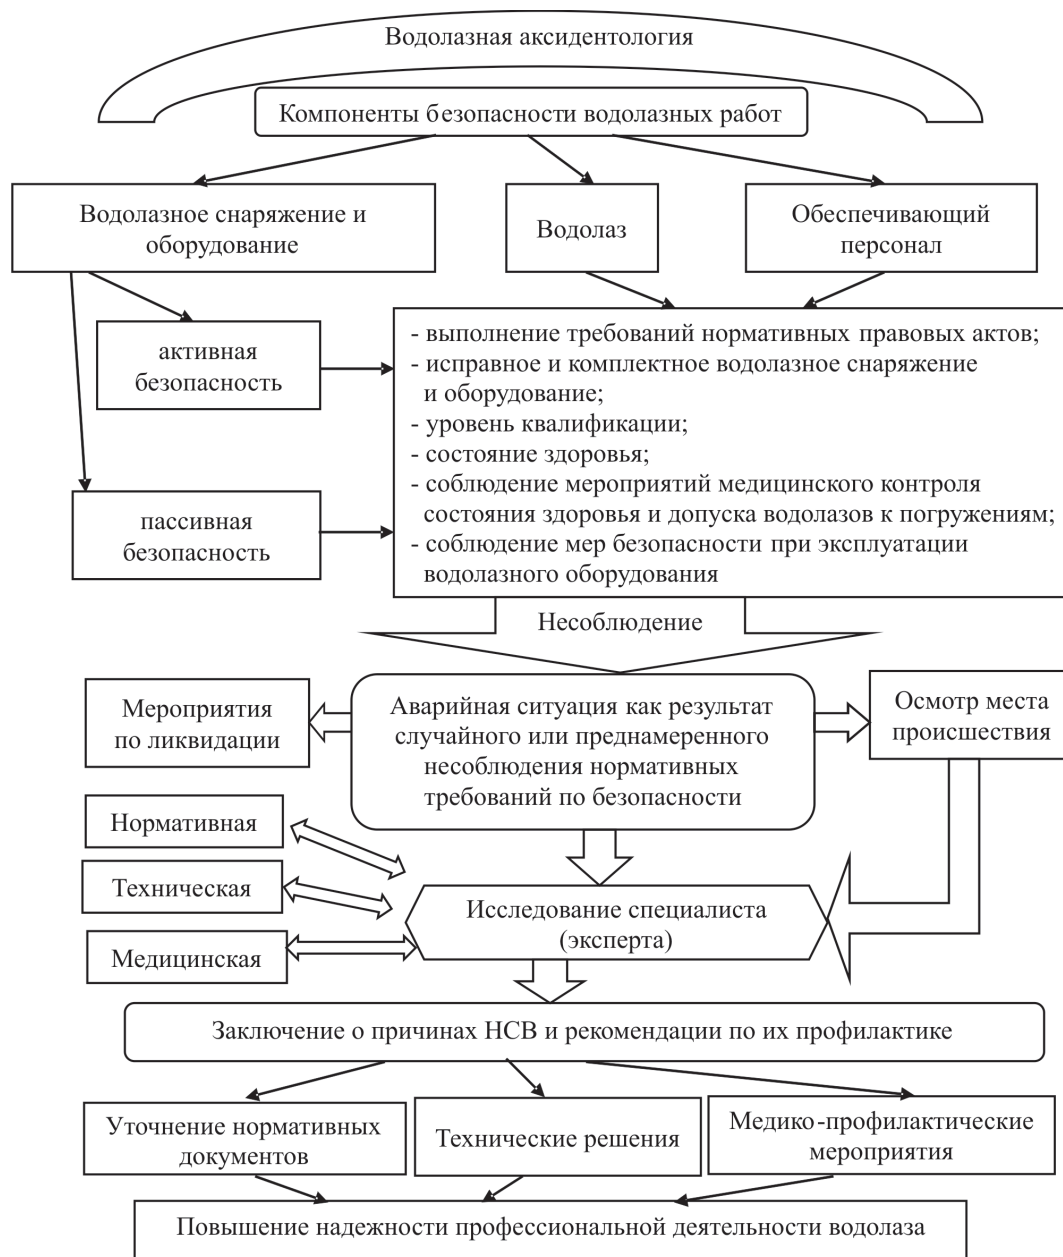 Водолазная аксидентология
Компоненты безопасности водолазных работ
Водолазное снаряжение и
оборудование
Водолаз
Обеспечивающий
персонал
активная
безопасность
пассивная
безопасность
- выполнение требований нормативных правовых актов;
- исправное и комплектное водолазное снаряжение
и оборудование;
- уровень квалификации;
- состояние здоровья;
- соблюдение мероприятий медицинского контроля
состояния здоровья и допуска водолазов к погружениям;
- соблюдение мер безопасности при эксплуатации
водолазного оборудования
Несоблюдение
Мероприятия
по ликвидации
Аварийная ситуация как результат
случайного или преднамеренного
несоблюдения нормативных
требований по безопасности
Осмотр места
происшествия
Нормативная
Техническая
Медицинская
Исследование специалиста
(эксперта)
Заключение о причинах НСВ и рекомендации по их профилактике
Уточнение нормативных
документов
Технические решения
Медико-профилактические
мероприятия
Повышение надежности профессиональной деятельности водолаза